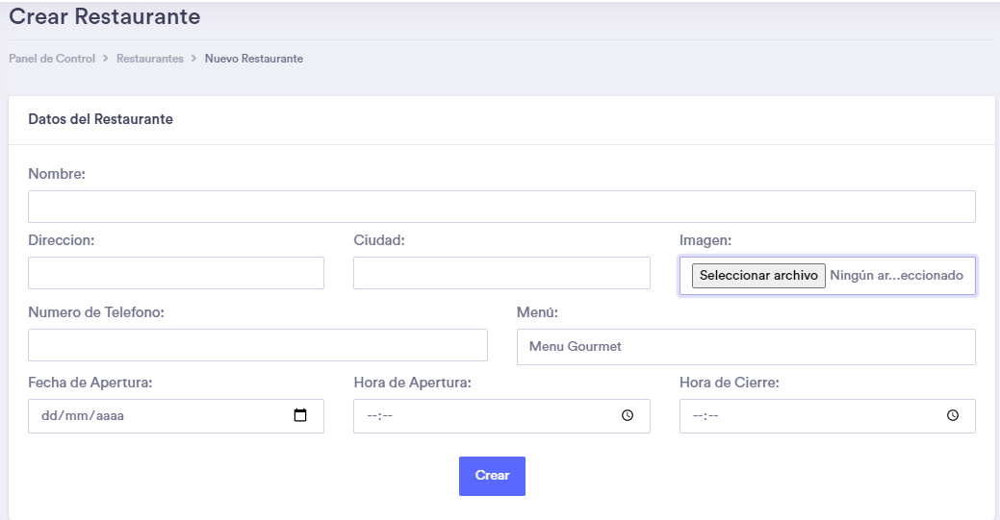 Crear Restaurante
Panel de Control > Restaurantes > Nuevo Restaurante
Datos del Restaurante
Nombre:
Direccion: Ciudad: Imagen:
Seleccionar archivo Ningún ar...eccionado
Numero de Telefono: Menú:
Menu Gourmet
Fecha de Apertura: Hora de Apertura: Hora de Cierre:
dd/mm/aaaa --:-- --:--
Crear